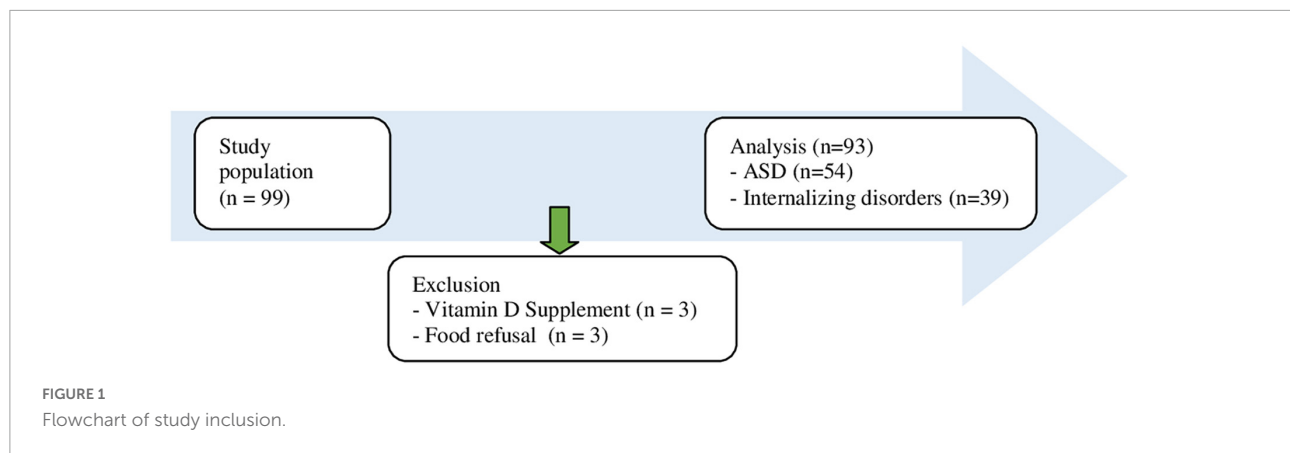 Study
population
(n = 99)
Analysis (n=93)
- ASD (n=54)
- Internalizing disorders (n=39)
Exclusion
- Vitamin D Supplement (n = 3)
- Food refusal (n = 3)
FIGURE 1
Flowchart of study inclusion.